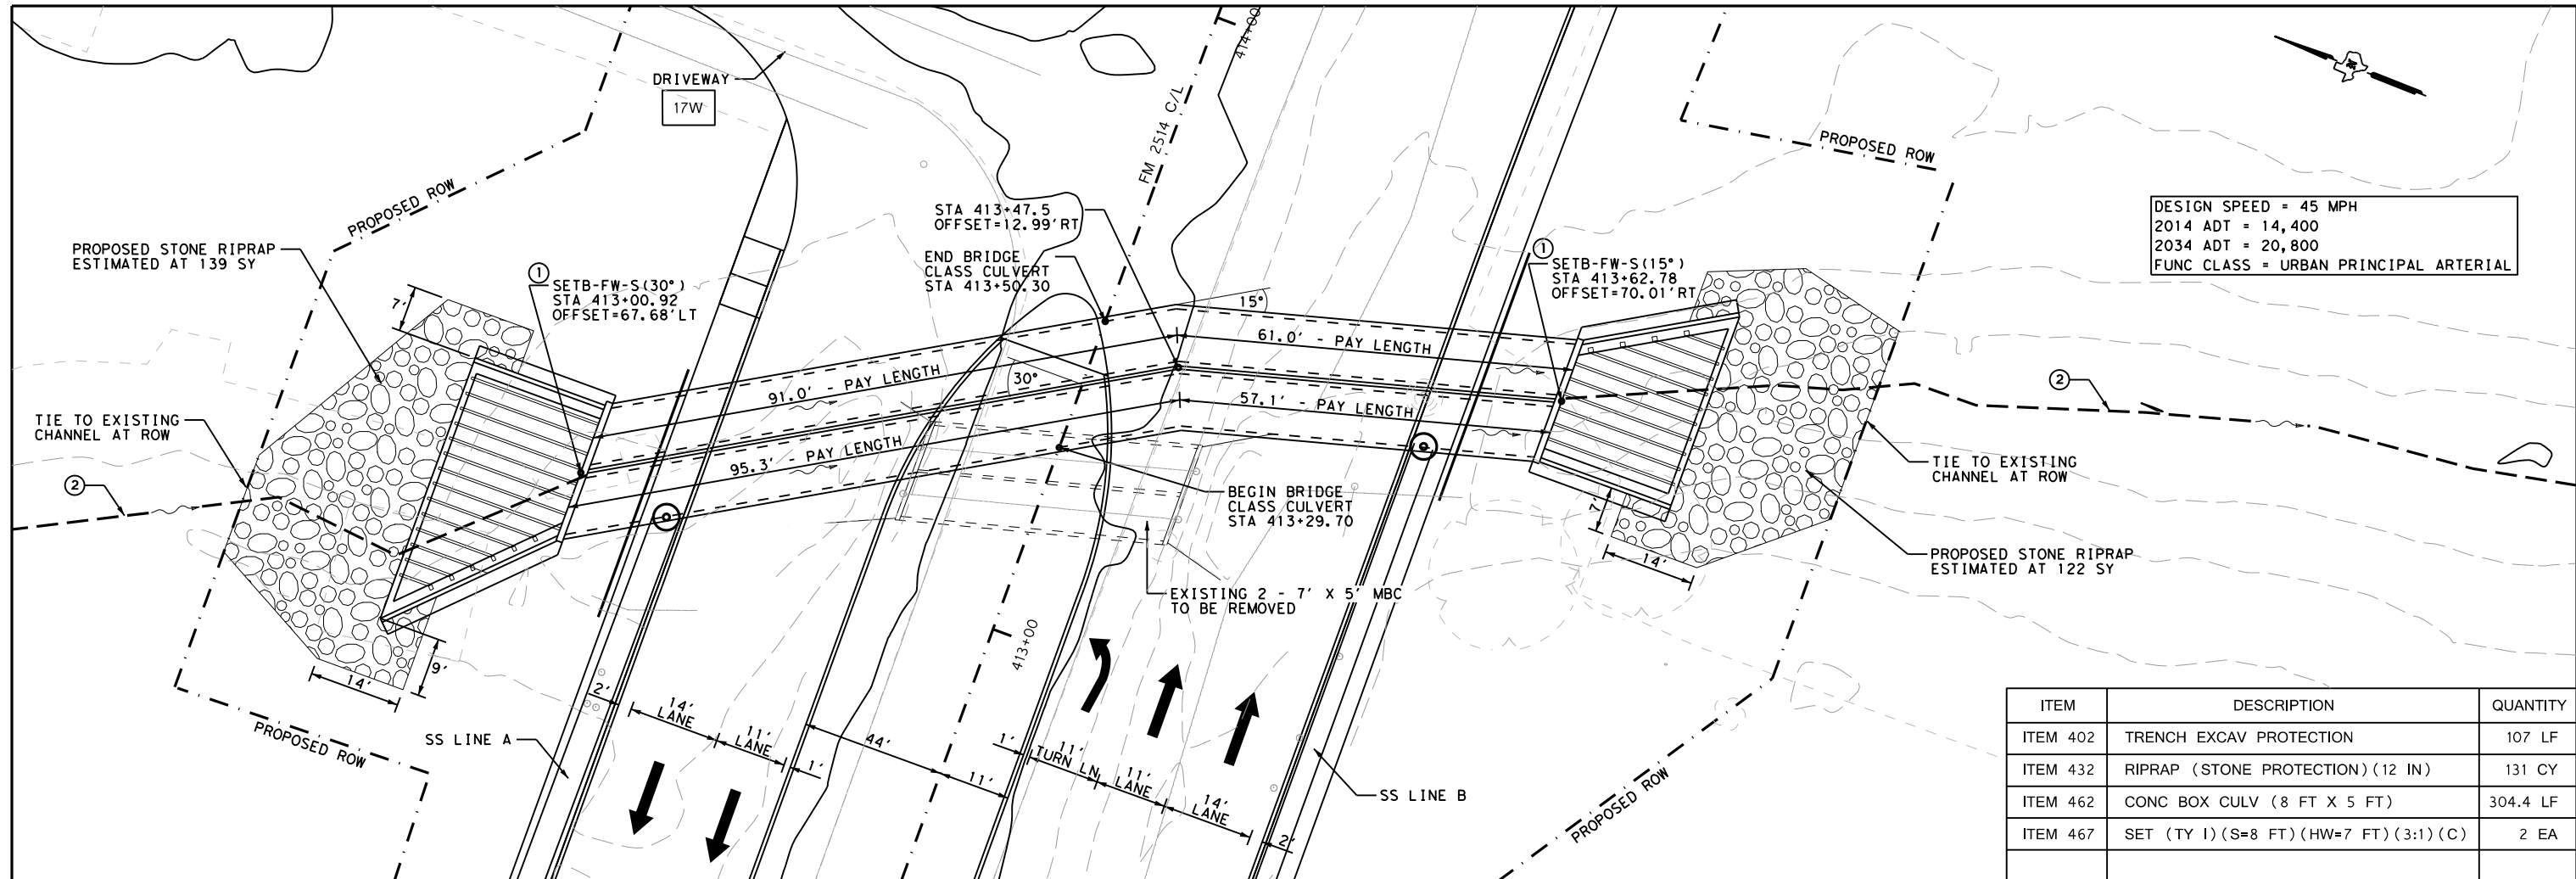 DRIVEWAY
17W
414+00
FM 2514 C/L
PROPOSED ROW
PROPOSED ROW
STA 413+47.5
OFFSET=12.99'RT
END BRIDGE
CLASS CULVERT
STA 413+50.30
PROPOSED STONE RIPRAP
ESTIMATED AT 139 SY
1
SETB-FW-S(30°)
STA 413+00.92
OFFSET=67.68'LT
1
SETB-FW-S(15°)
STA 413+62.78
OFFSET=70.01'RT
DESIGN SPEED = 45 MPH
2014 ADT = 14,400
2034 ADT = 20,800
FUNC CLASS = URBAN PRINCIPAL ARTERIAL
7'
15°
61.0' - PAY LENGTH
30°
91.0' - PAY LENGTH
57.1' - PAY LENGTH
95.3' - PAY LENGTH
TIE TO EXISTING
CHANNEL AT ROW
2
2
TIE TO EXISTING
CHANNEL AT ROW
BEGIN BRIDGE
CLASS CULVERT
STA 413+29.70
7'
14'
PROPOSED STONE RIPRAP
ESTIMATED AT 122 SY
EXISTING 2 - 7' X 5' MBC
TO BE REMOVED
413+00
9'
14'
PROPOSED ROW
SS LINE A
2'
14'
LANE
11'
LANE
1'
44'
11'
1'
11'
TURN LN
11'
LANE
14'
LANE
2'
SS LINE B
PROPOSED ROW
ITEM DESCRIPTION QUANTITY
ITEM 402 TRENCH EXCAV PROTECTION 107 LF
ITEM 432 RIPRAP (STONE PROTECTION)(12 IN) 131 CY
ITEM 462 CONC BOX CULV (8 FT X 5 FT) 304.4 LF
ITEM 467 SET (TY I)(S=8 FT)(HW=7 FT)(3:1)(C) 2 EA